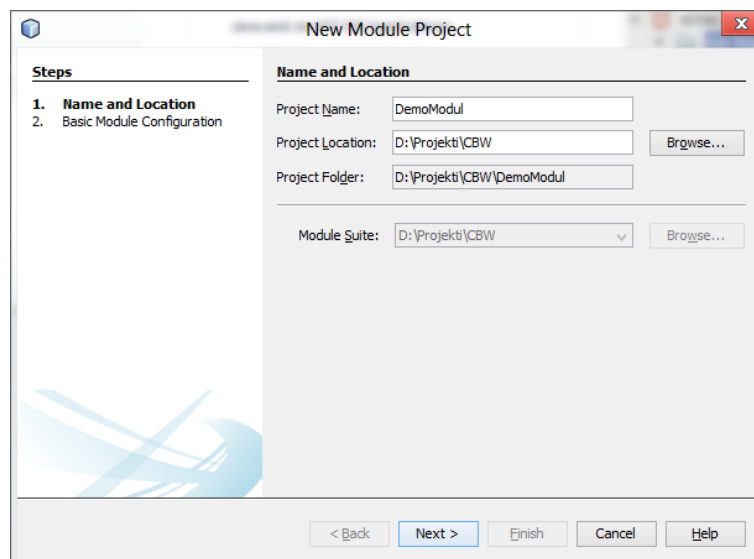 New Module Project
x
Steps
1. Name and Location
2. Basic Module Configuration
Name and Location
Project Name: DemoModul
Project Location: D:\Projekti\CBW Browse...
Project Folder: D:\Projekti\CBW\DemoModul
Module Suite: D:\Projekti\CBW Browse...
< Back Next > Finish Cancel Help